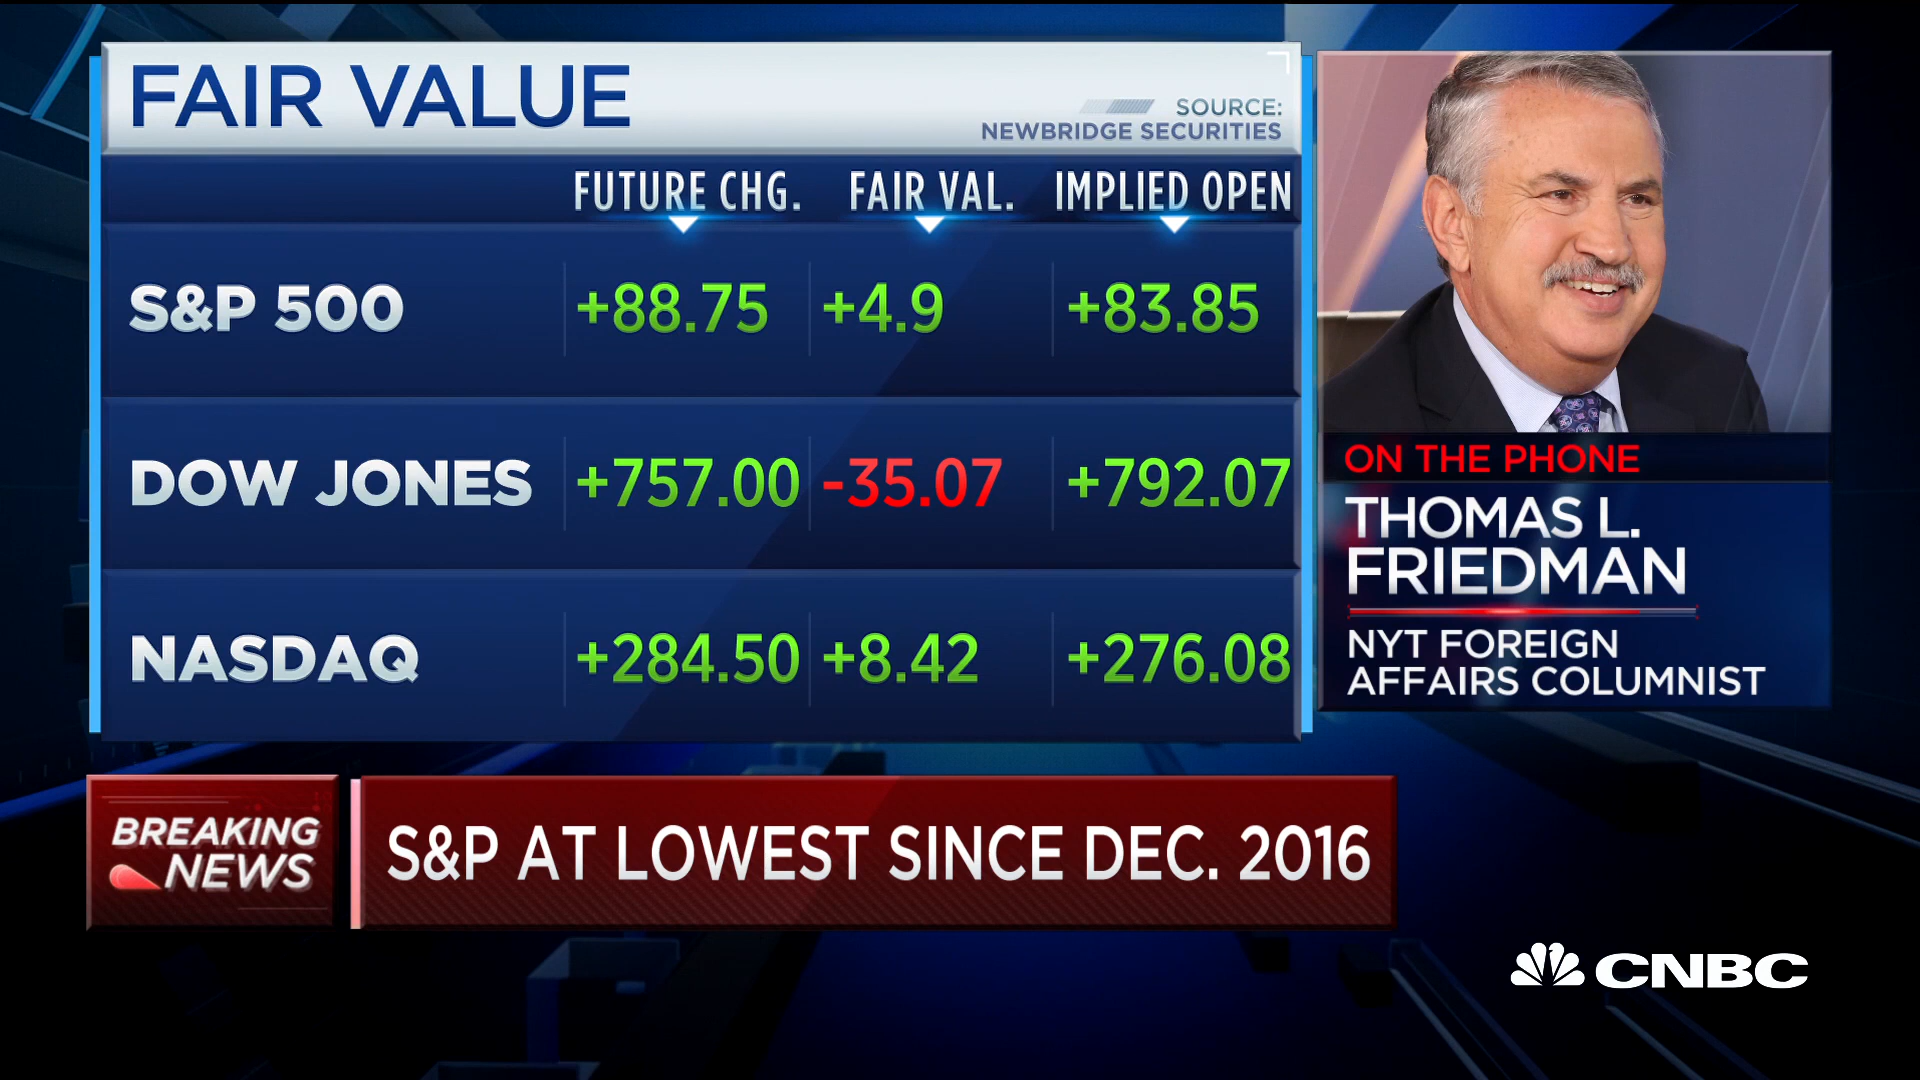 FAIR VALUE
SOURCE:
NEWBRIDGE SECURITIES
FUTURE CHG. FAIR VAL. IMPLIED OPEN
S&P 500 +88.75 +4.9 +83.85
DOW JONES +757.00 -35.07 +792.07
NASDAQ +284.50 +8.42 +276.08
ON THE PHONE
THOMAS L.
FRIEDMAN
NYT FOREIGN
AFFAIRS COLUMNIST
BREAKING
NEWS
S&P AT LOWEST SINCE DEC. 2016
CNBC